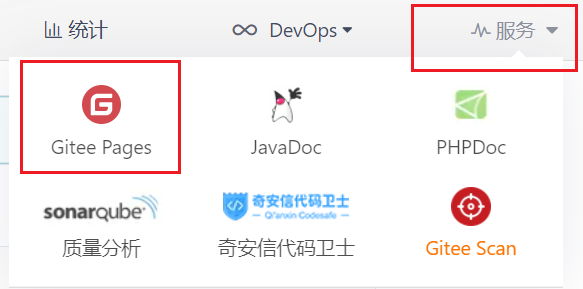 统计
DevOps
服务
Gitee Pages
JavaDoc
PHPDoc
sonarqube
奇安信代码卫士
Qi'anxin Codesafe
质量分析
奇安信代码卫士
Gitee Scan